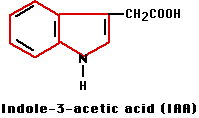 CH2COOH
N
H
Indole-3-acetic acid (IAA)